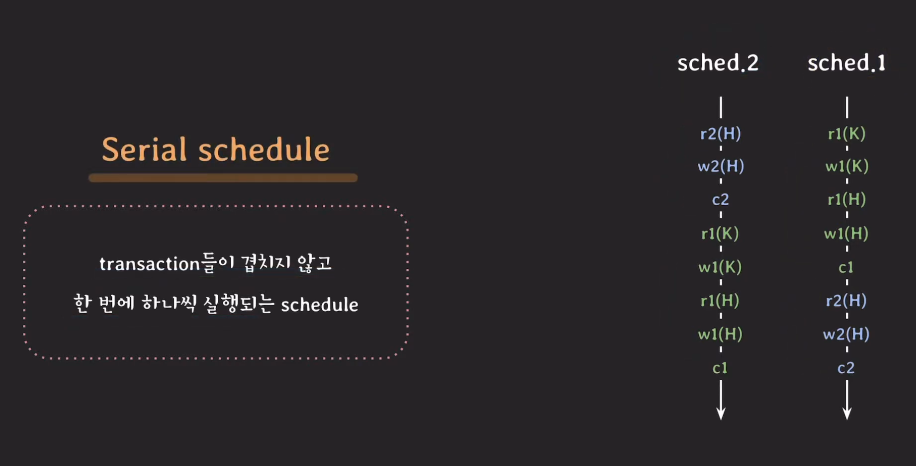 Serial schedule
transaction들이 겹치지 않고
한 번에 하나씩 실행되는 schedule
sched.2
r2(H)
w2(H)
c2
r1(K)
w1(K)
r1(H)
w1(H)
c1
sched.1
r1(K)
w1(K)
r1(H)
w1(H)
c1
r2(H)
w2(H)
c2